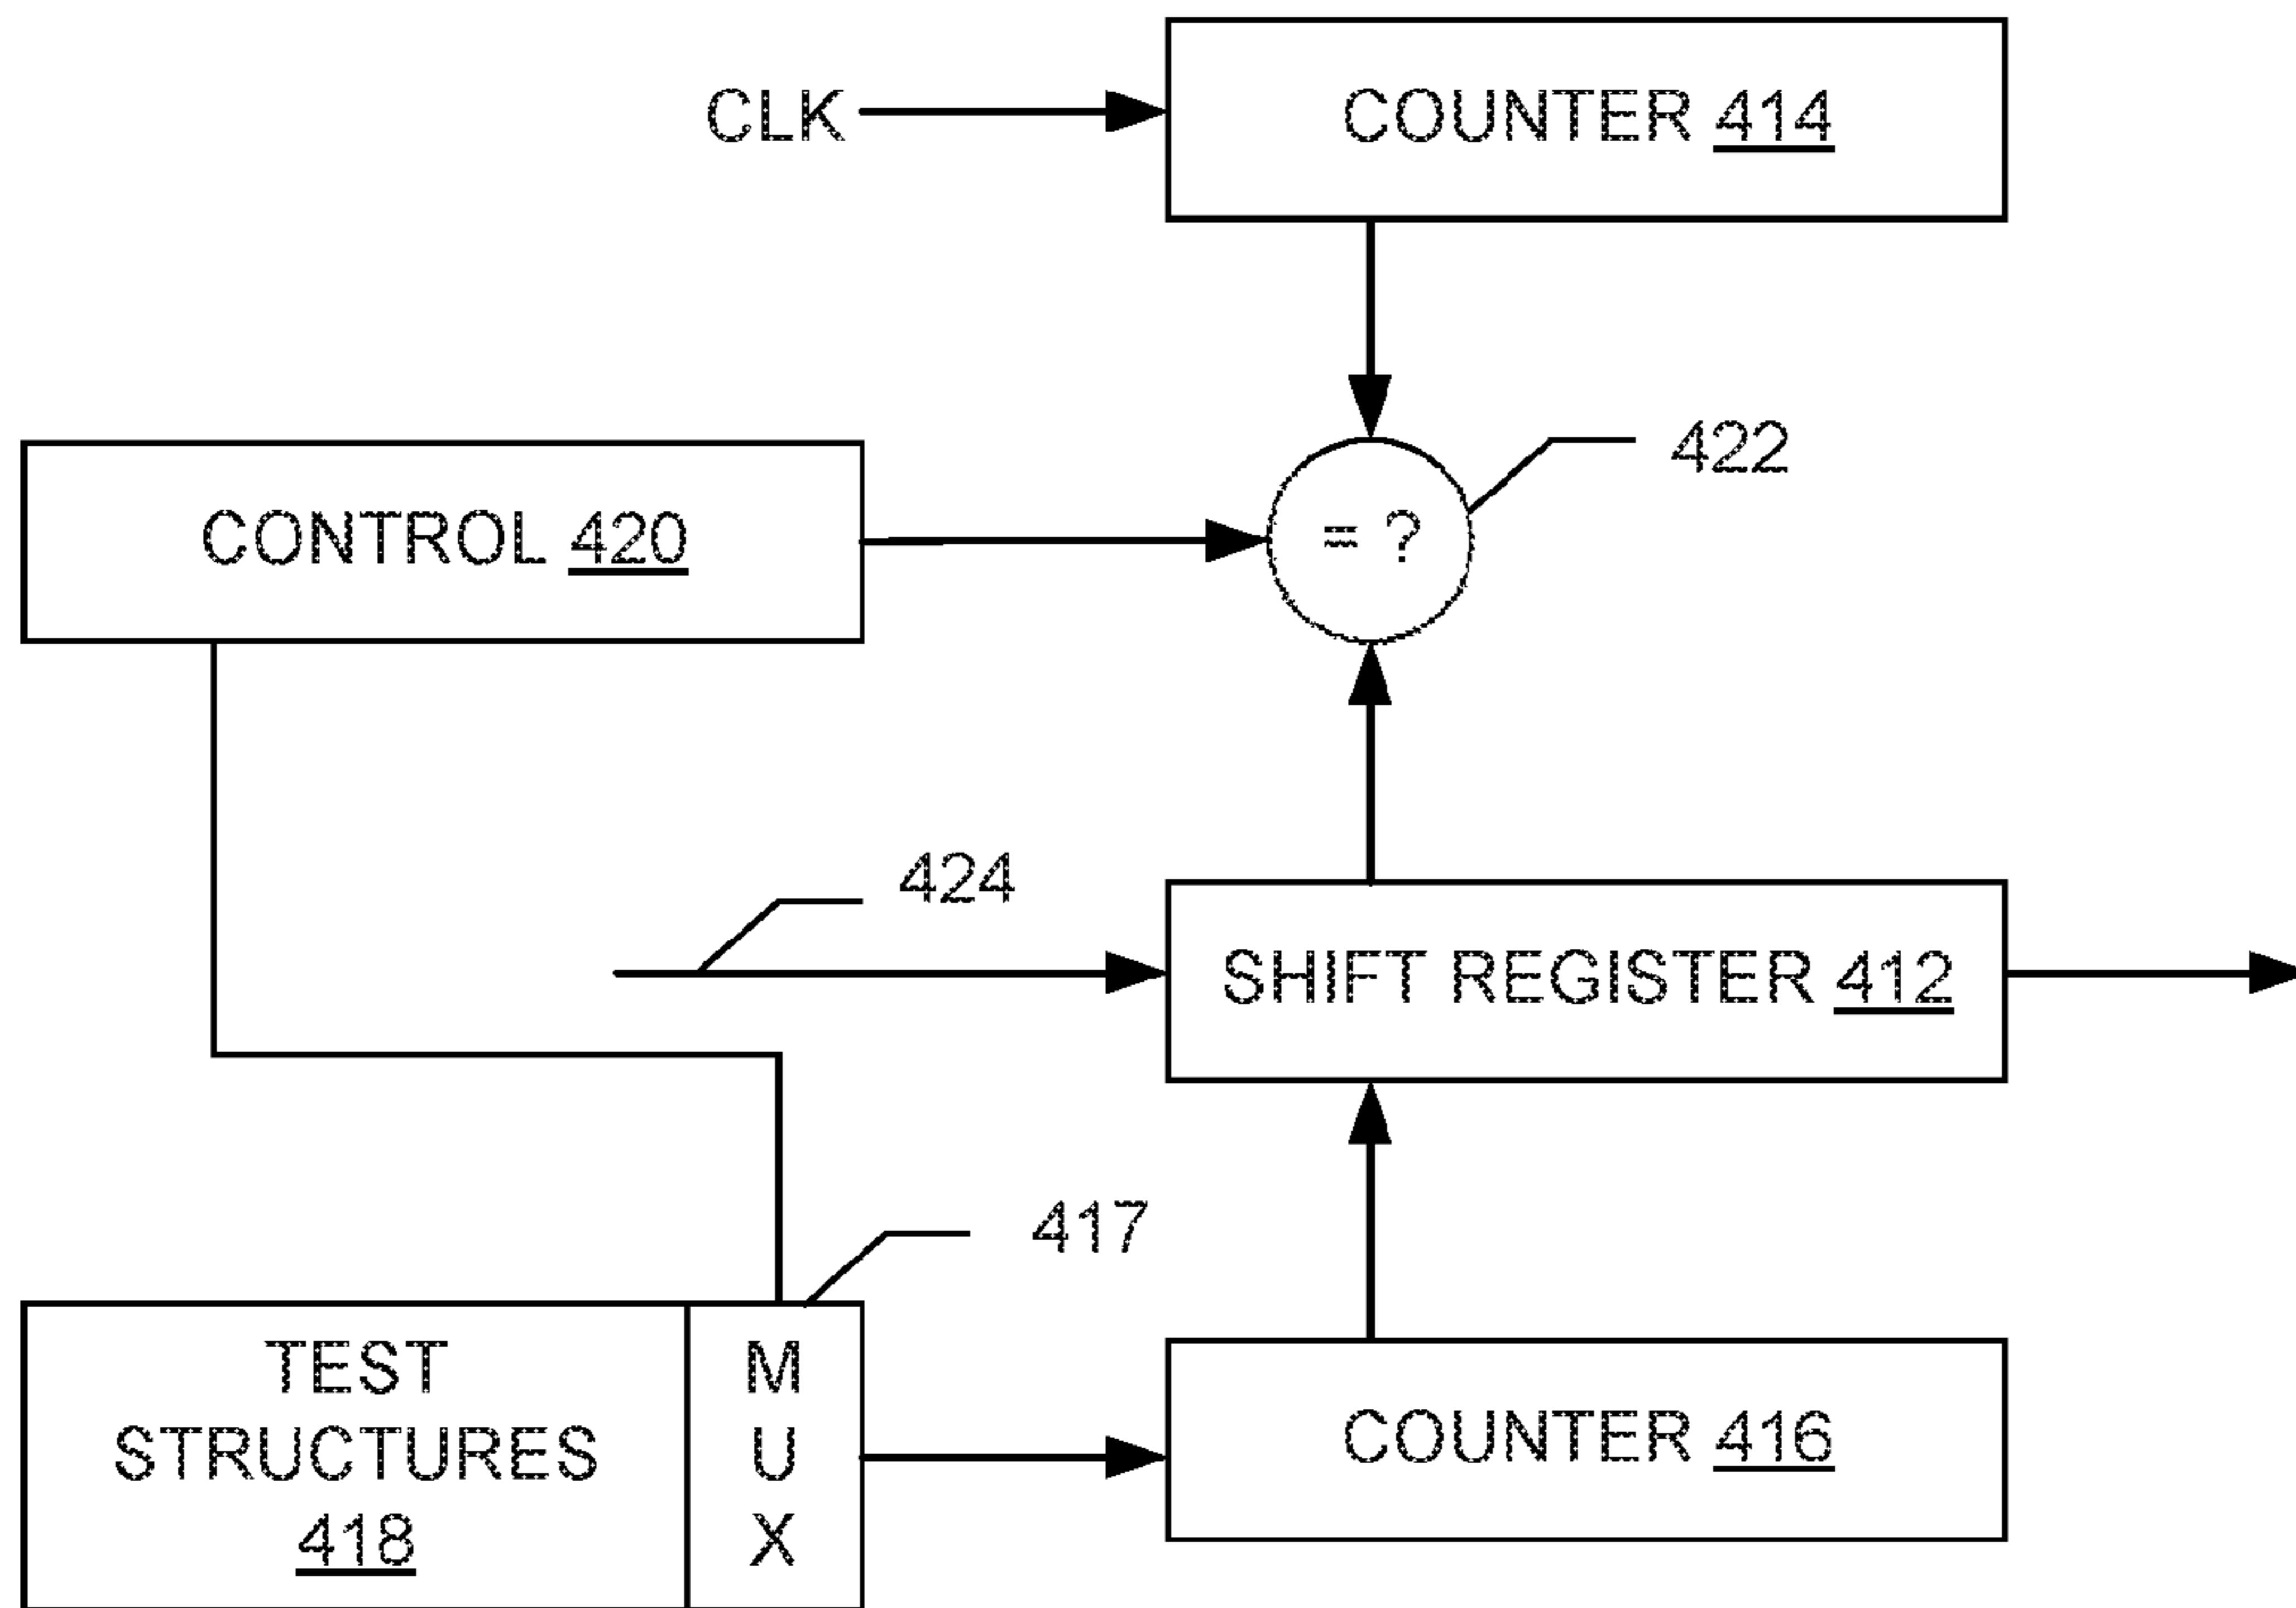 CLK
COUNTER 414
CONTROL 420
= ?
422
424
SHIFT REGISTER 412
417
TEST
STRUCTURES
418
M
U
X
COUNTER 416